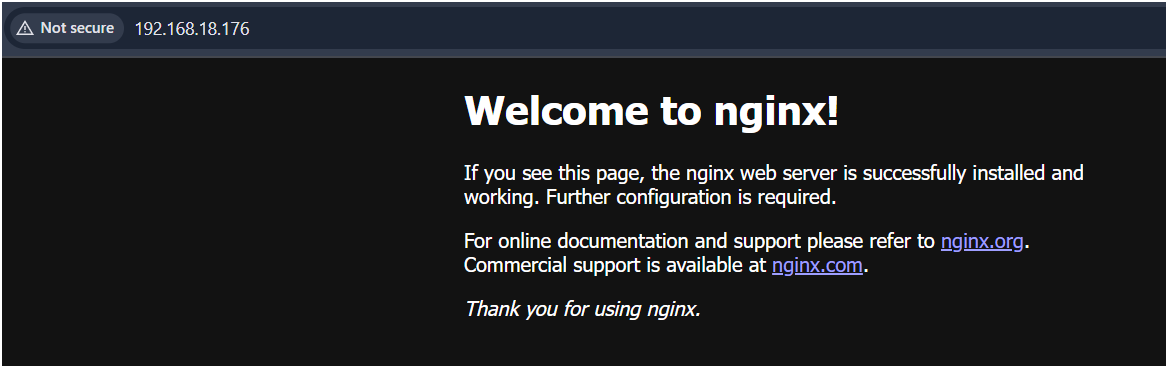 Not secure 192.168.18.176
Welcome to nginx!
If you see this page, the nginx web server is successfully installed and
working. Further configuration is required.
For online documentation and support please refer to nginx.org.
Commercial support is available at nginx.com.
Thank you for using nginx.